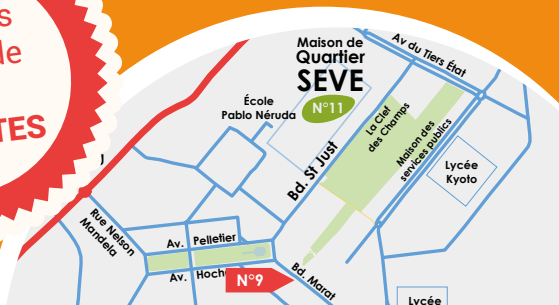 Maison de
Quartier
SEVE
N°11
Av du Tiers État
École
Pablo Néruda
La Clef
des Champs
Maison des
services publics
Lycée
Kyoto
Bd. St Just
Rue Nelson
Mandela
Av. Pelletier
Av. Hoche
N°9
Bd. Marat
Lycée